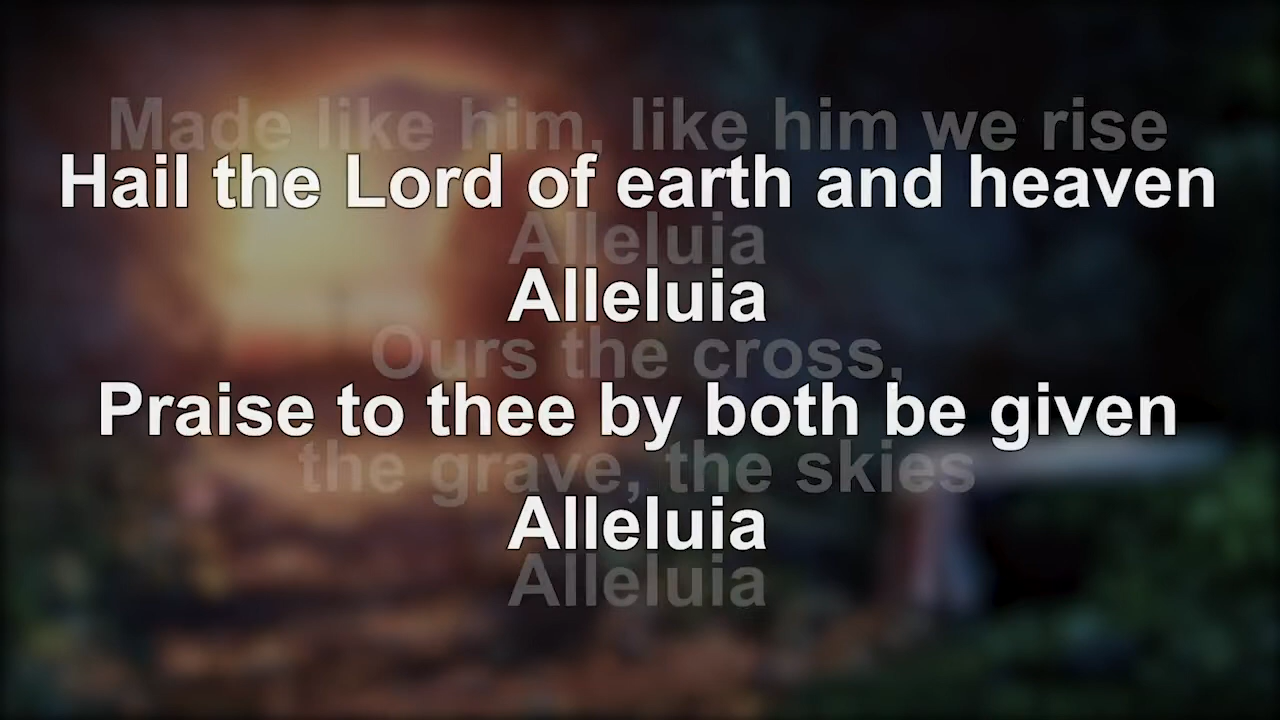 Made like him, like him we rise
Hail the Lord of earth and heaven
Alleluia
Alleluia
Ours the cross,
Praise to thee by both be given
the grave, the skies
Alleluia
Alleluia